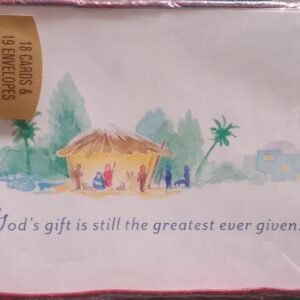 18 CARDS &
19 ENVELOPES
God's gift is still the greatest ever given.